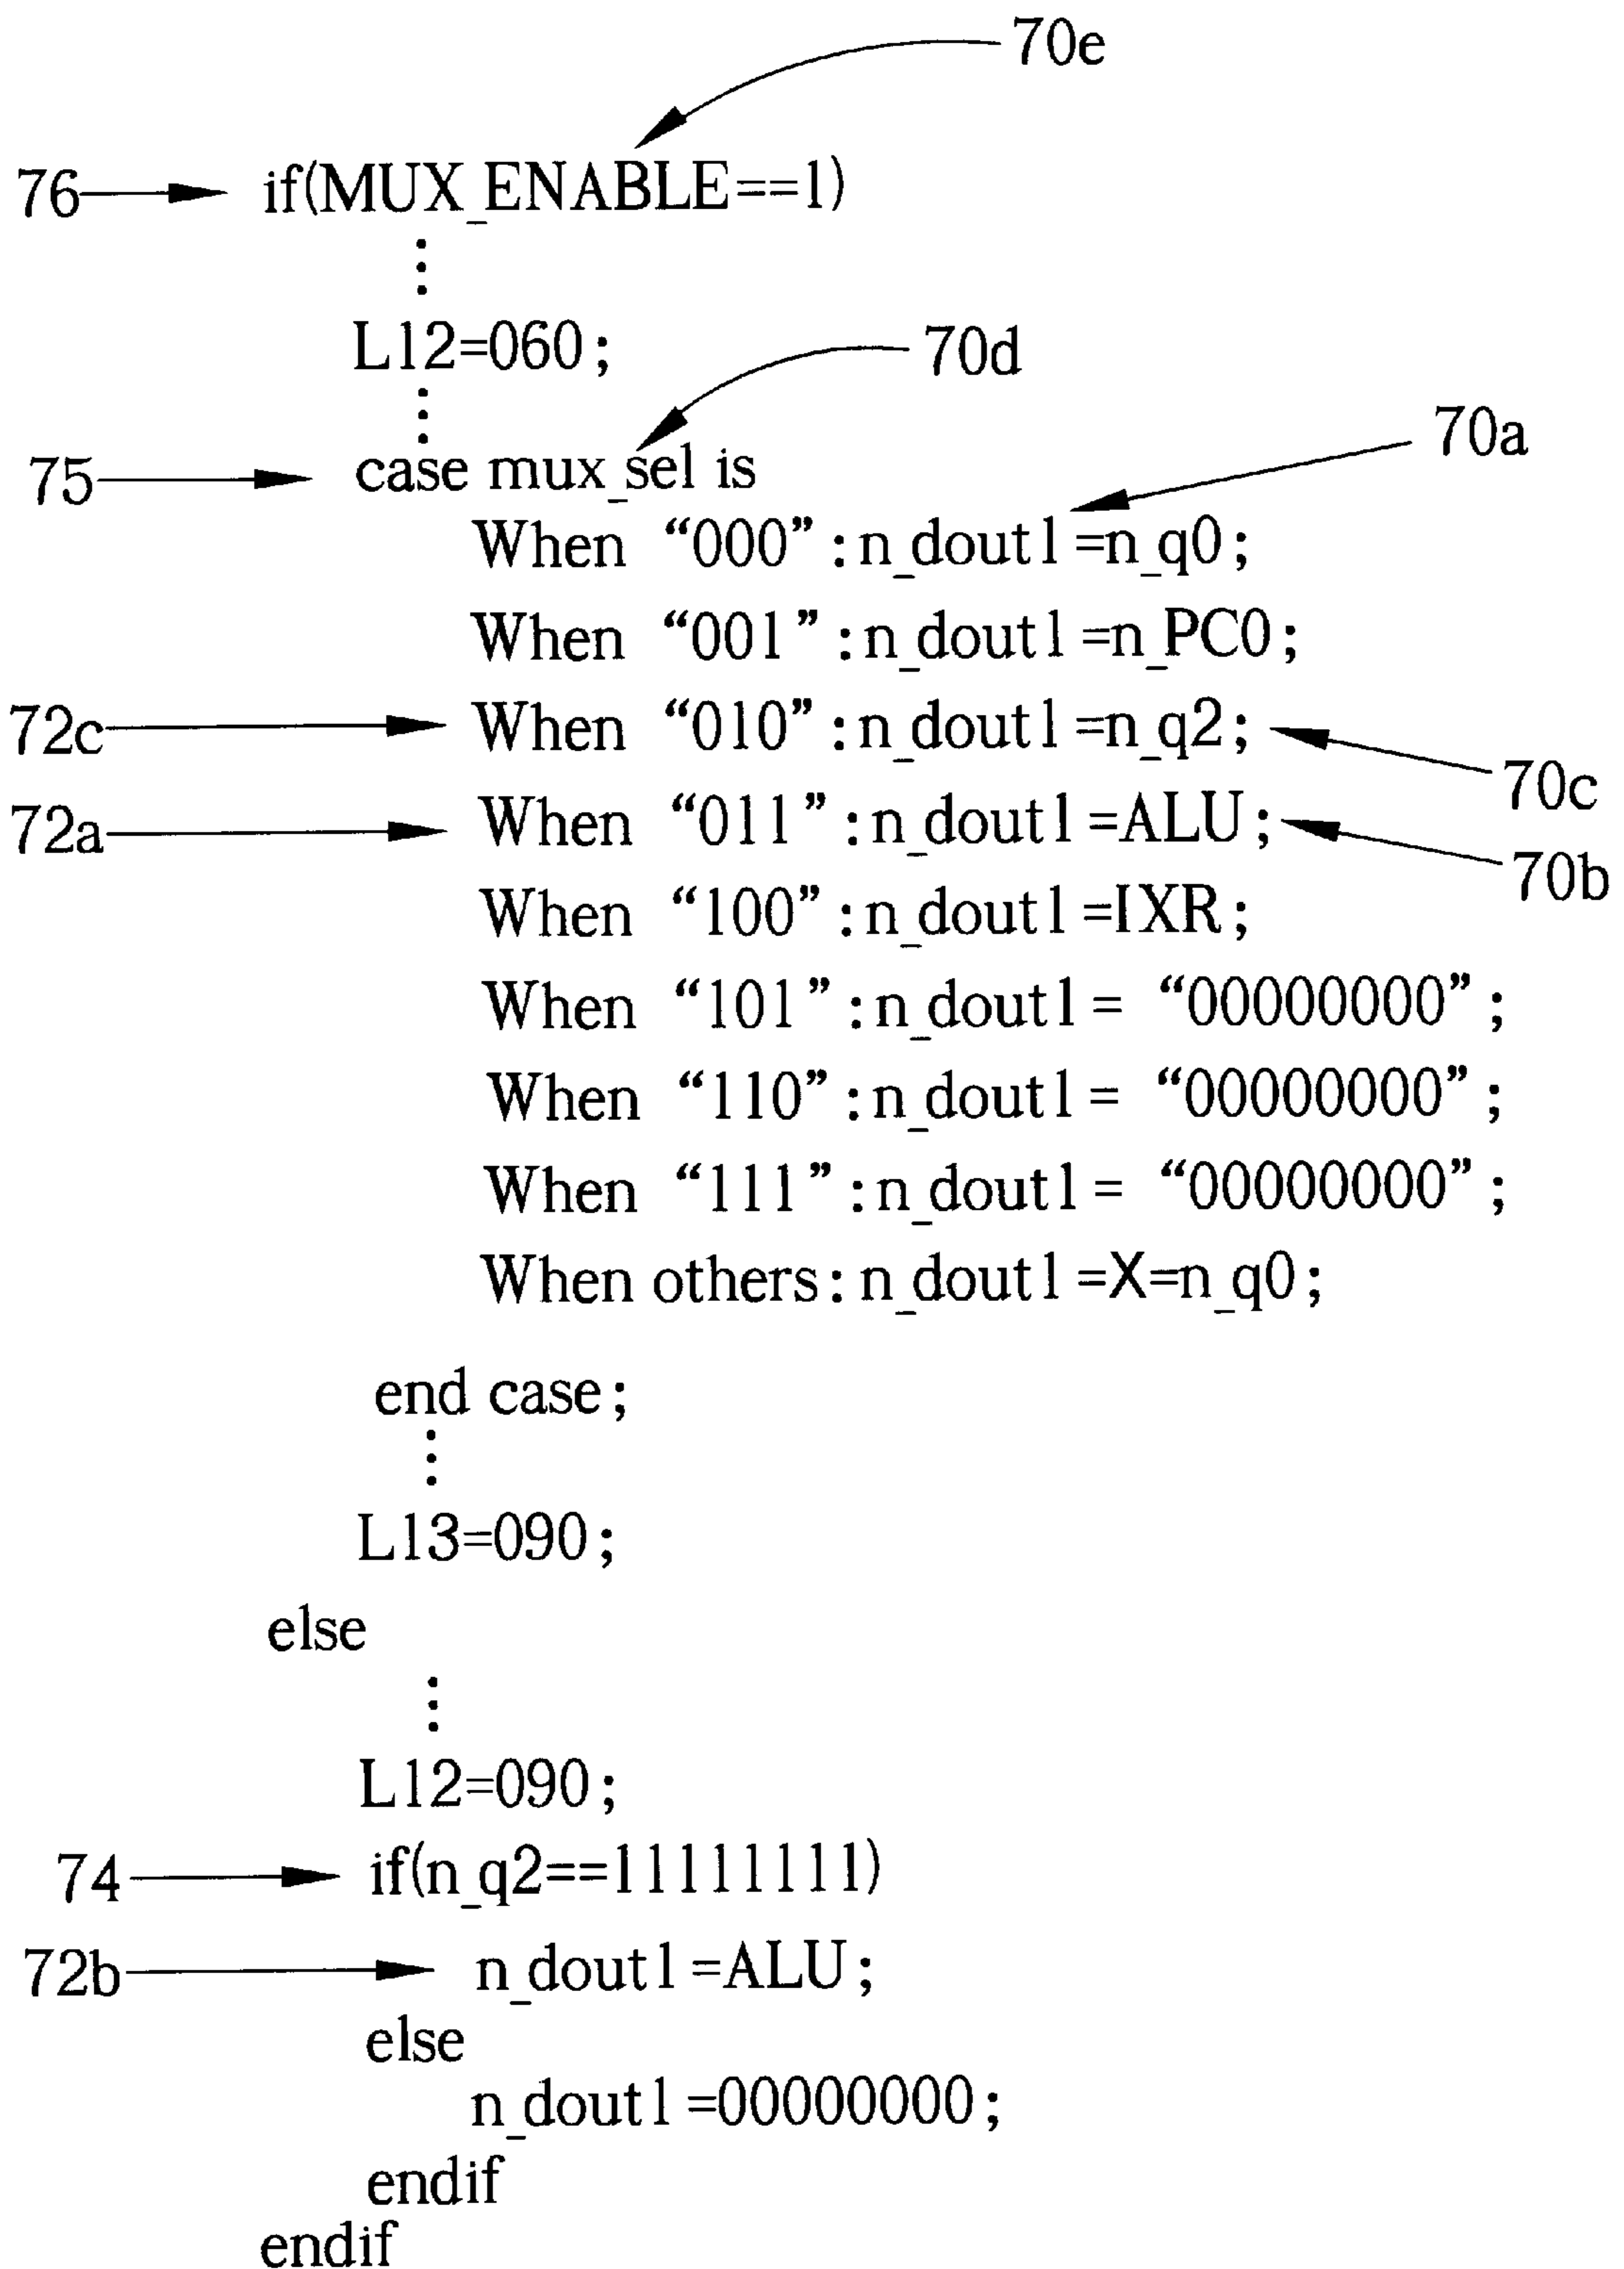 70e
76 if(MUX_ENABLE==1)
L12=060;
70d
70a
75 case mux_sel is
When “000”:n_dout1=n_q0;
When “001”:n_dout1=n_PC0;
72c When “010”:n_dout1=n_q2;
70c
72a When “011”:n_dout1=ALU;
70b
When “100”:n_dout1=IXR;
When “101”:n_dout1= “00000000”;
When “110”:n_dout1= “00000000”;
When “111”:n_dout1= “00000000”;
When others:n_dout1=X=n_q0;
end case;
L13=090;
else
L12=090;
74 if(n_q2==11111111)
72b n_dout1=ALU;
else
n_dout1=00000000;
endif
endif